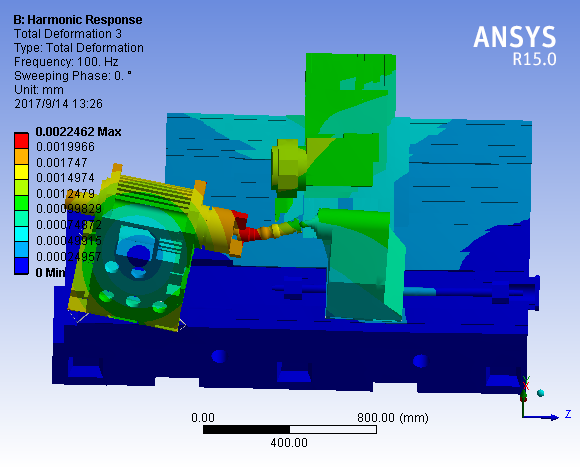 B: Harmonic Response
Total Deformation 3
Type: Total Deformation
Frequency: 100. Hz
Sweeping Phase: 0. °
Unit: mm
2017/9/14 13:26
ANSYS
R15.0
0.0022462 Max
0.0019966
0.001747
0.0014974
0.0012479
0.00099829
0.00074872
0.00049915
0.00024957
0 Min
0.00
800.00 (mm)
400.00
Y
Z